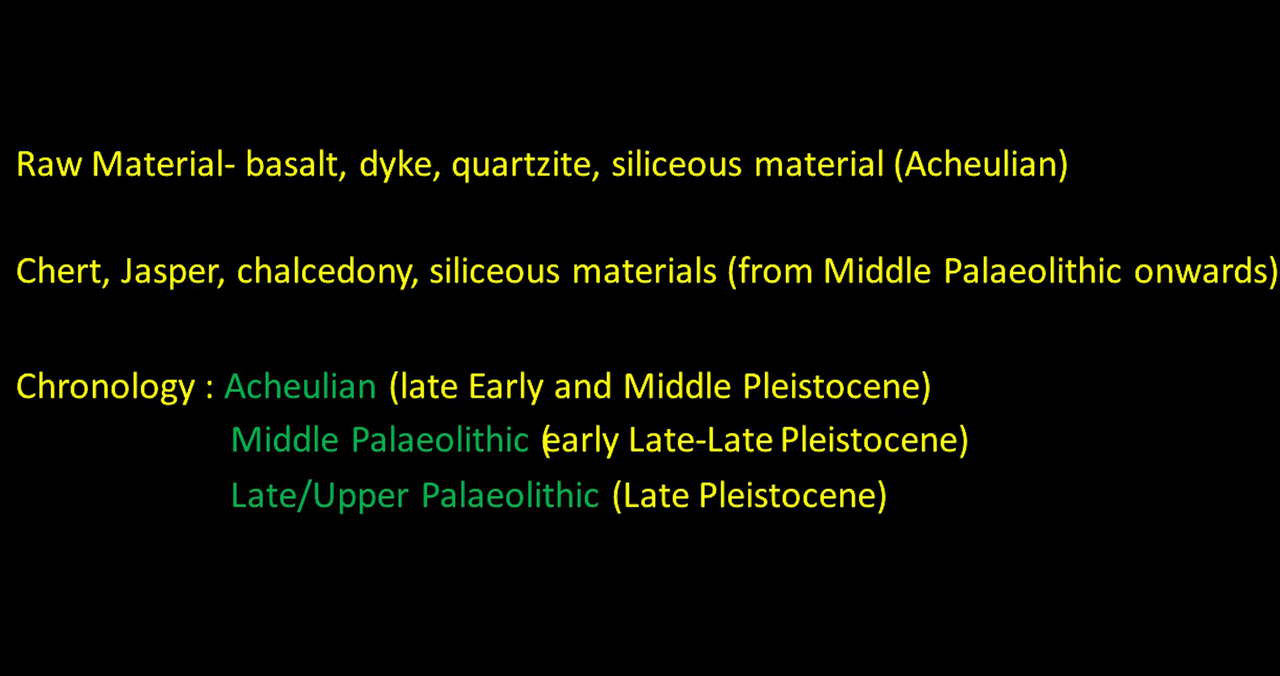 Raw Material- basalt, dyke, quartzite, siliceous material (Acheulian)
Chert, Jasper, chalcedony, siliceous materials (from Middle Palaeolithic onwards)
Chronology : Acheulian (late Early and Middle Pleistocene)
Middle Palaeolithic (early Late-Late Pleistocene)
Late/Upper Palaeolithic (Late Pleistocene)